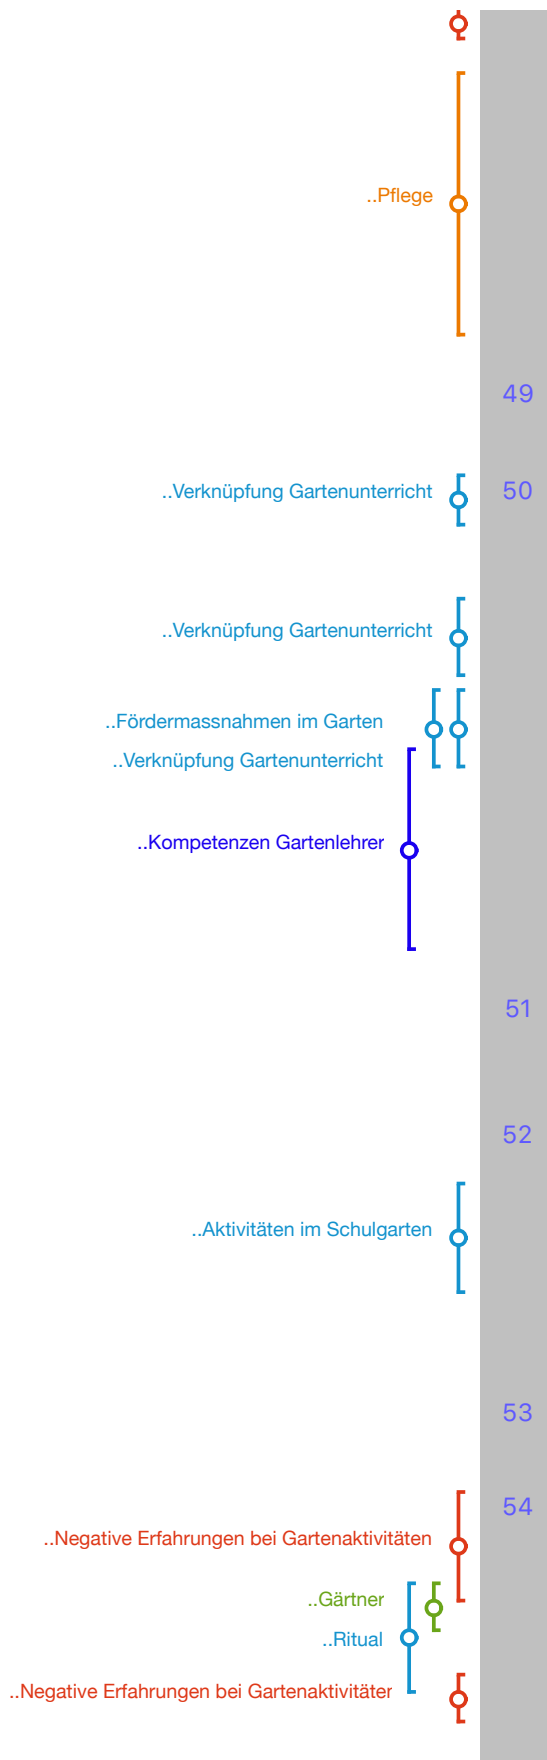 ..Pflege
49
..Verknüpfung Gartenunterricht
50
..Verknüpfung Gartenunterricht
..Fördermassnahmen im Garten
..Verknüpfung Gartenunterricht
..Kompetenzen Gartenlehrer
51
52
..Aktivitäten im Schulgarten
53
54
..Negative Erfahrungen bei Gartenaktivitäten
..Gärtner
..Ritual
..Negative Erfahrungen bei Gartenaktivitäter